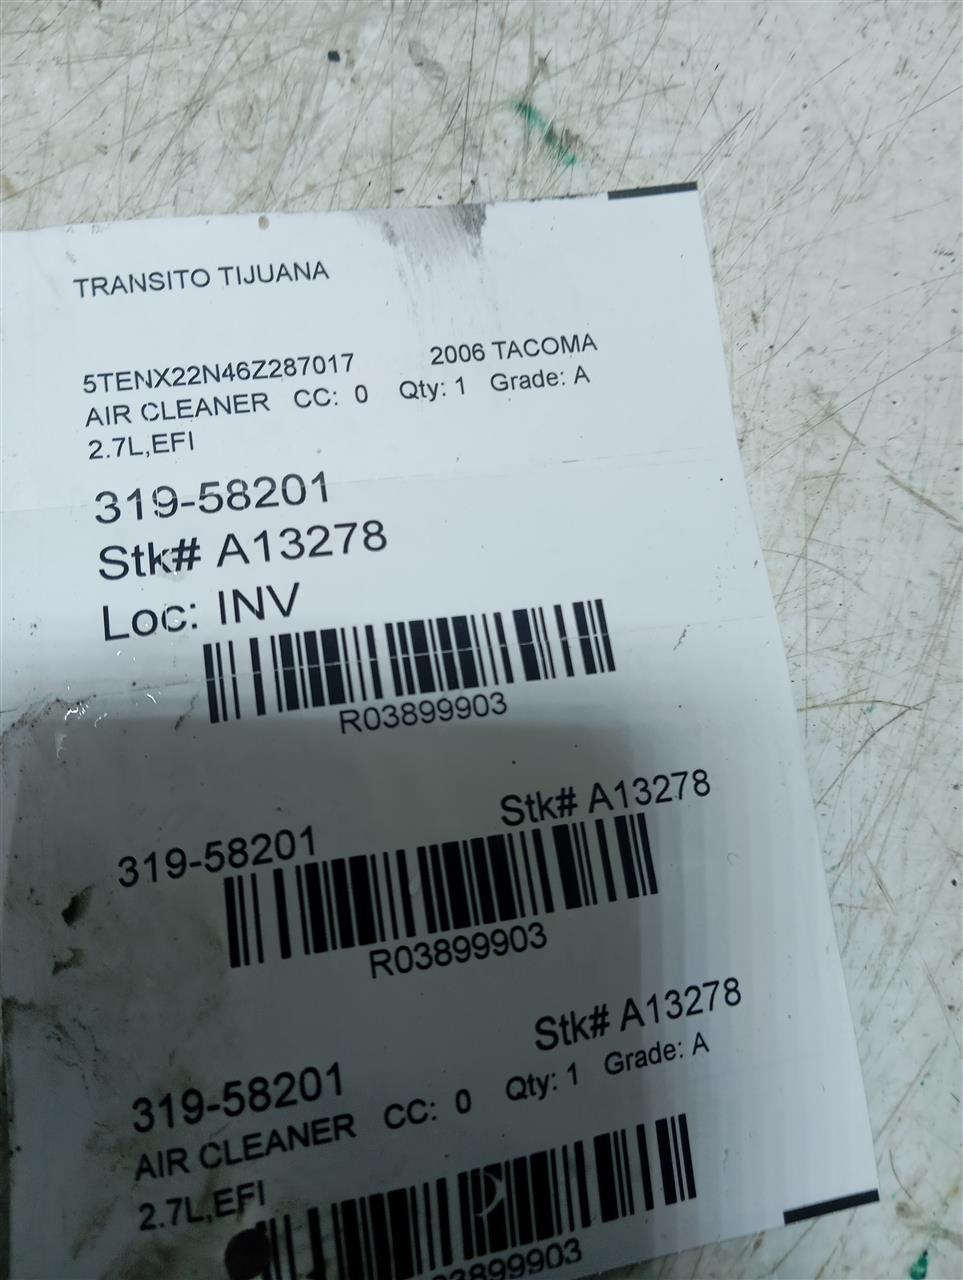 TRANSITO TIJUANA
5TENX22N46Z287017 2006 TACOMA
AIR CLEANER CC: 0 Qty: 1 Grade: A
2.7L,EFI
319-58201
Stk# A13278
Loc: INV
R03899903
319-58201 Stk# A13278
R03899903
319-58201 Stk# A13278
AIR CLEANER CC: 0 Qty: 1 Grade: A
2.7L,EFI
03899903